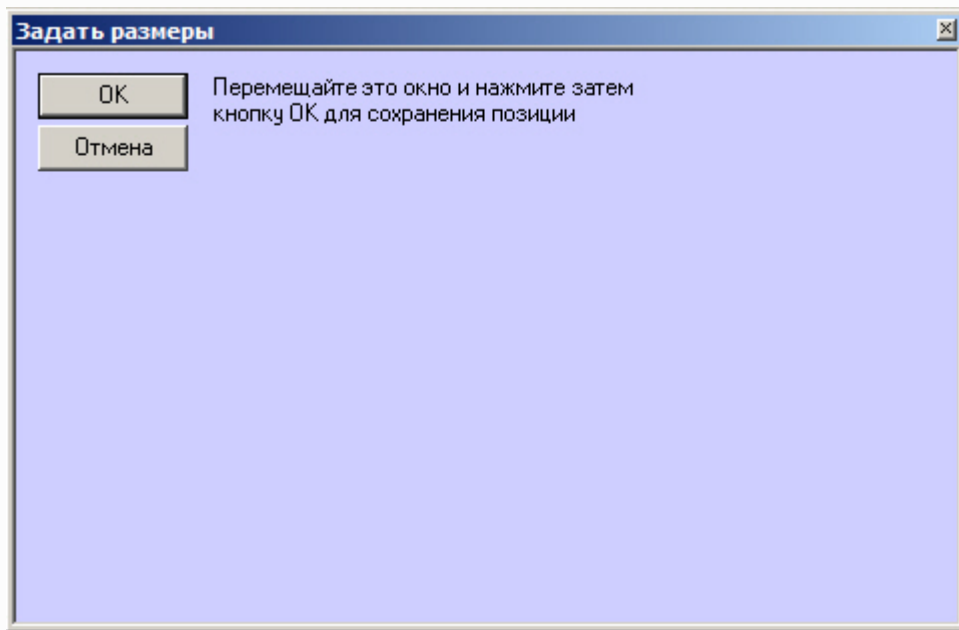 Задать размеры
OK
Перемещайте это окно и нажмите затем
кнопку OK для сохранения позиции
Отмена